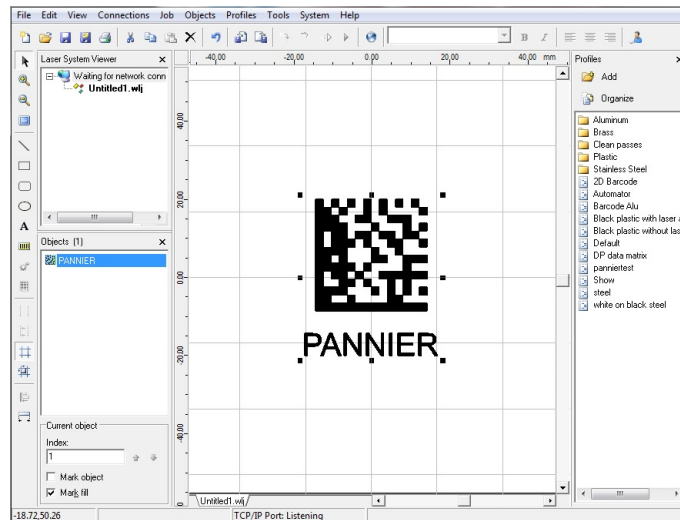 File Edit View Connections Job Objects Profiles Tools System Help
B I
Laser System Viewer
Waiting for network conn
Untitled1.wlj
Objects (1)
PANNIER
Current object
Index:
1
Mark object
Mark fill
-40,00 -20,00 0.00 20.00 40.00 mm
40,00
20,00
0.00
-20,00
-40,00
PANNIER
Untitled1.wlj
Profiles
Add
Organize
Aluminum
Brass
Clean passes
Plastic
Stainless Steel
2D Barcode
Automator
Barcode Alu
Black plastic with laser a
Black plastic without las
Default
DP data matrix
panniertest
Show
steel
white on black steel
-18.72,50.26
TCP/IP Port: Listening